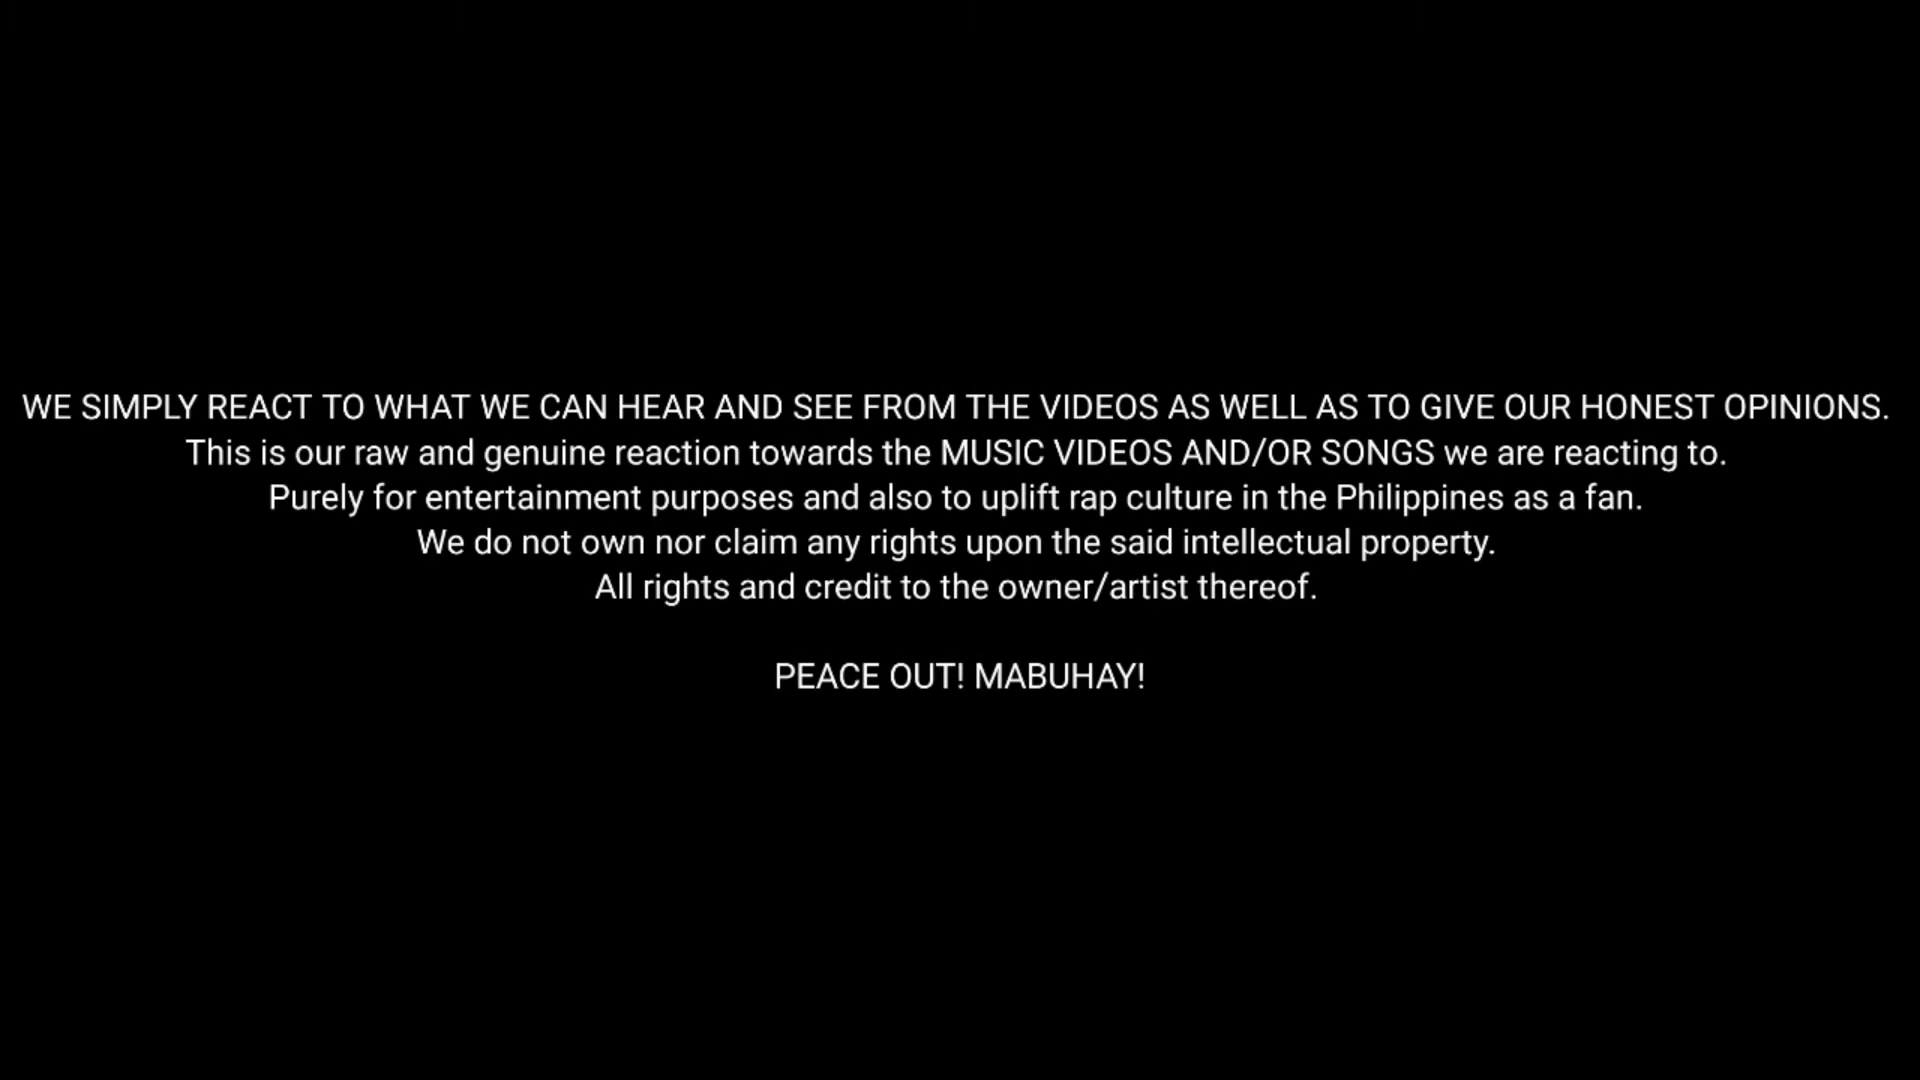 WE SIMPLY REACT TO WHAT WE CAN HEAR AND SEE FROM THE VIDEOS AS WELL AS TO GIVE OUR HONEST OPINIONS.
This is our raw and genuine reaction towards the MUSIC VIDEOS AND/OR SONGS we are reacting to.
Purely for entertainment purposes and also to uplift rap culture in the Philippines as a fan.
We do not own nor claim any rights upon the said intellectual property.
All rights and credit to the owner/artist thereof.
PEACE OUT! MABUHAY!